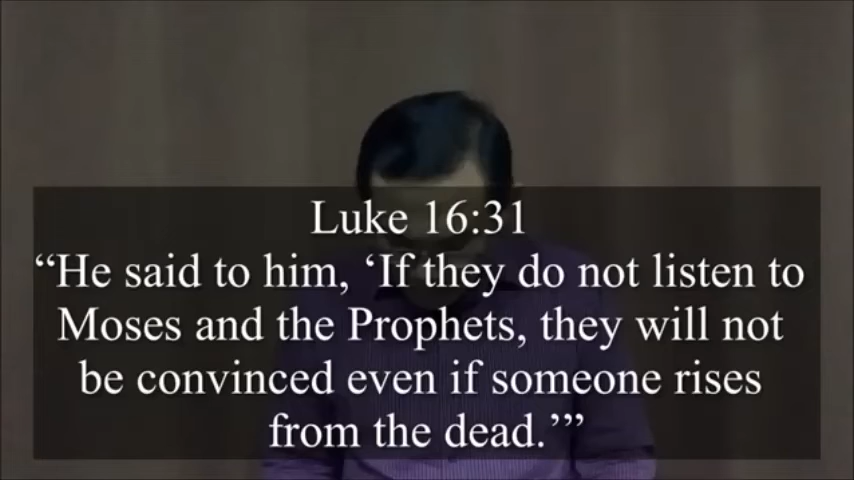 Luke 16:31
“He said to him, ‘If they do not listen to
Moses and the Prophets, they will not
be convinced even if someone rises
from the dead.’”